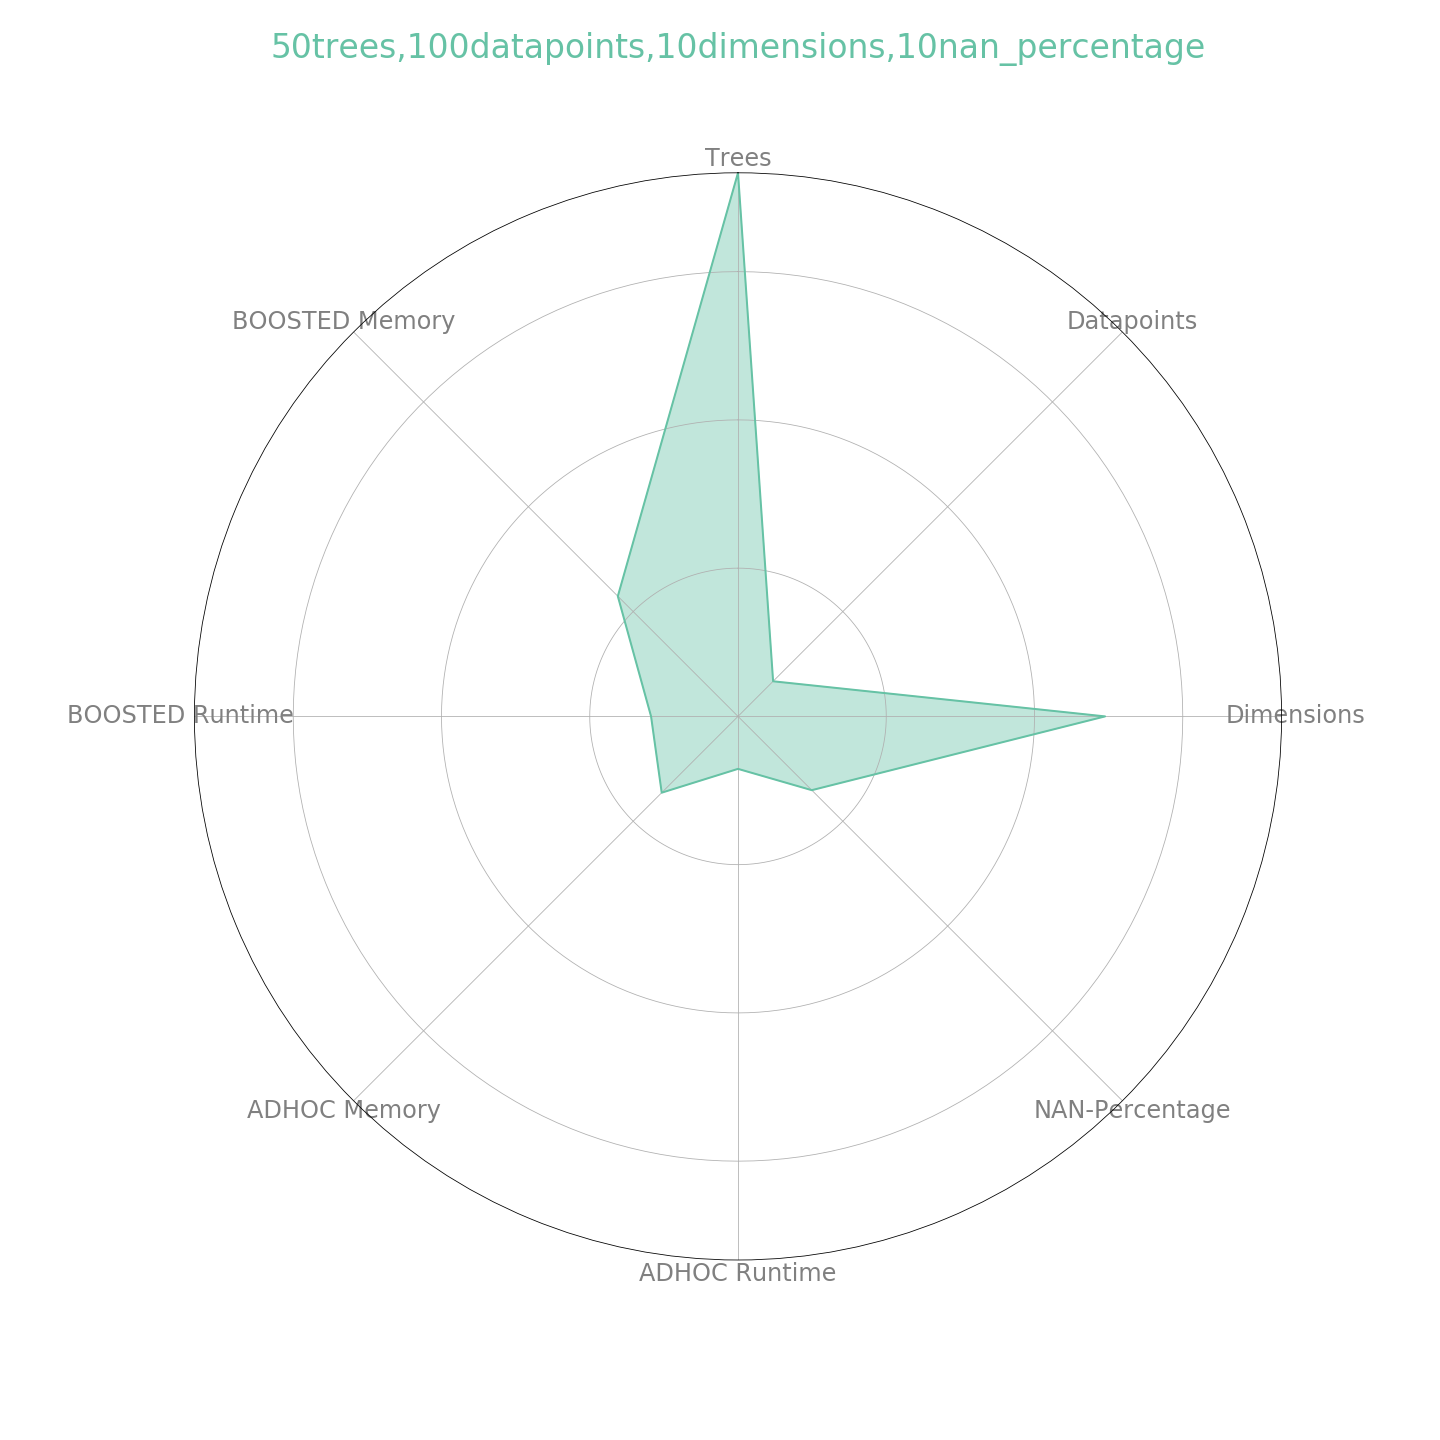 50trees,100datapoints,10dimensions,10nan_percentage
Trees
BOOSTED Memory
Datapoints
BOOSTED Runtime
Dimensions
ADHOC Memory
NAN-Percentage
ADHOC Runtime